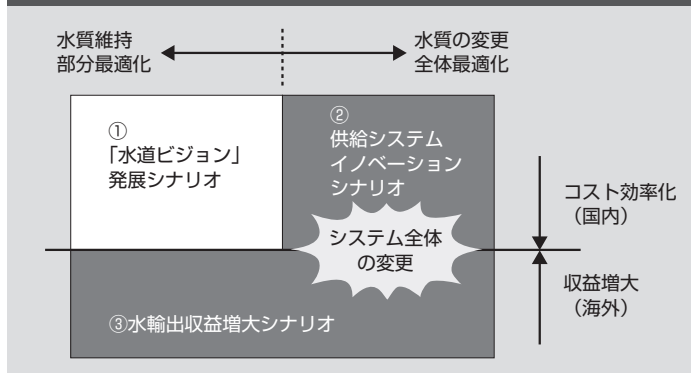 水質維持
部分最適化
水質の変更
全体最適化
①
「水道ビジョン」
発展シナリオ
②
供給システム
イノベーション
シナリオ
システム全体
の変更
③水輸出収益増大シナリオ
コスト効率化
（国内）
収益増大
（海外）